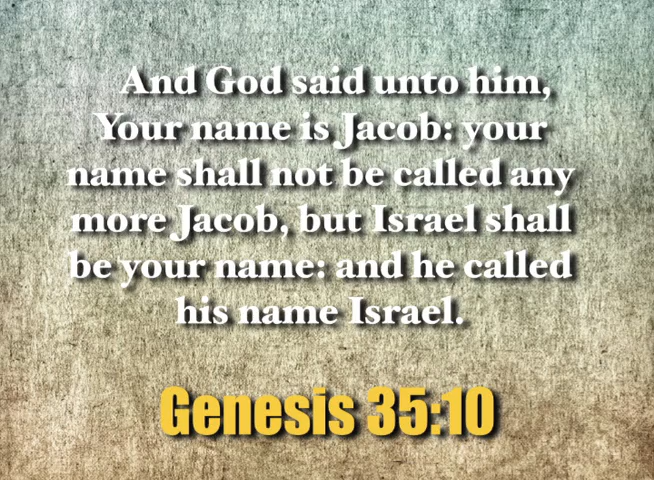 And God said unto him,
Your name is Jacob: your
name shall not be called any
more Jacob, but Israel shall
be your name: and he called
his name Israel.
Genesis 35:10